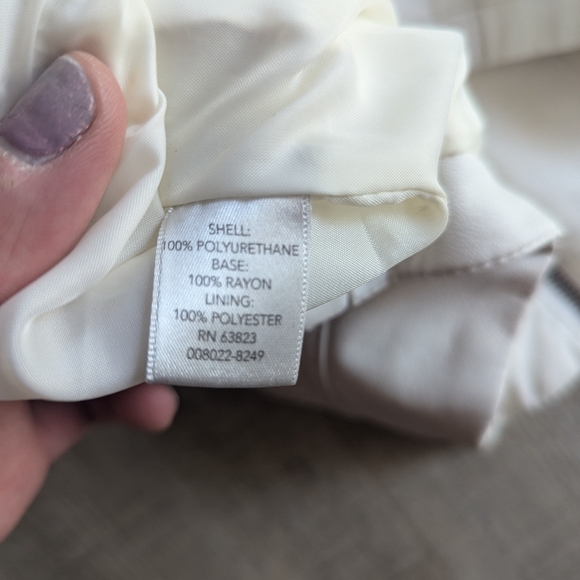 SHELL:
100% POLYURETHANE
BASE:
100% RAYON
LINING:
100% POLYESTER
RN 63823
008022-8249